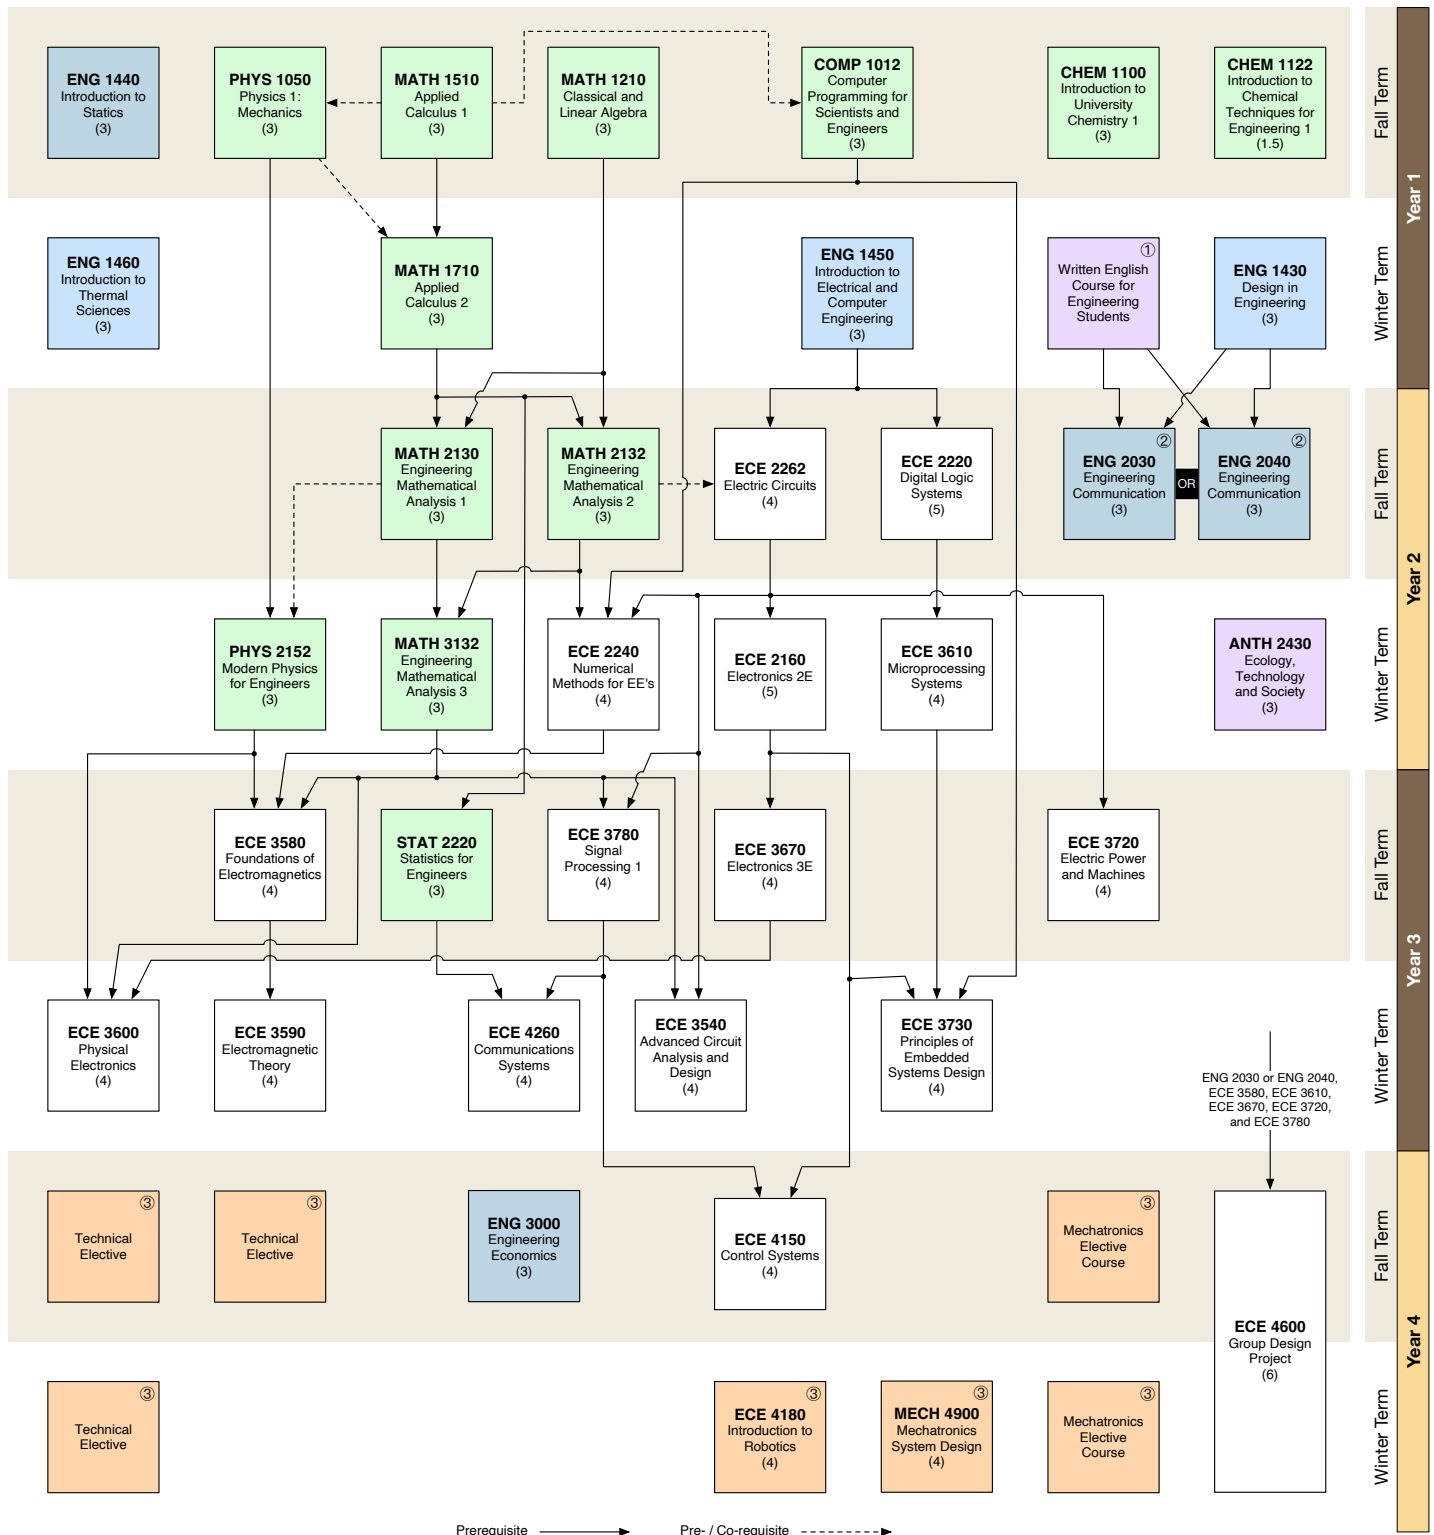 ENG 1440
Introduction to
Statics
(3)
PHYS 1050
Physics 1:
Mechanics
(3)
MATH 1510
Applied
Calculus 1
(3)
MATH 1210
Classical and
Linear Algebra
(3)
COMP 1012
Computer
Programming for
Scientists and
Engineers
(3)
CHEM 1100
Introduction to
University
Chemistry 1
(3)
CHEM 1122
Introduction to
Chemical
Techniques for
Engineering 1
(1.5)
Fall Term
Year 1
ENG 1460
Introduction to
Thermal
Sciences
(3)
MATH 1710
Applied
Calculus 2
(3)
ENG 1450
Introduction to
Electrical and
Computer
Engineering
(3)
①
Written English
Course for
Engineering
Students
ENG 1430
Design in
Engineering
(3)
Winter Term
MATH 2130
Engineering
Mathematical
Analysis 1
(3)
MATH 2132
Engineering
Mathematical
Analysis 2
(3)
ECE 2262
Electric Circuits
(4)
ECE 2220
Digital Logic
Systems
(5)
②
ENG 2030
Engineering
Communication
(3)
OR
②
ENG 2040
Engineering
Communication
(3)
Fall Term
Year 2
PHYS 2152
Modern Physics
for Engineers
(3)
MATH 3132
Engineering
Mathematical
Analysis 3
(3)
ECE 2240
Numerical
Methods for EE's
(4)
ECE 2160
Electronics 2E
(5)
ECE 3610
Microprocessing
Systems
(4)
ANTH 2430
Ecology,
Technology
and Society
(3)
Winter Term
ECE 3580
Foundations of
Electromagnetics
(4)
STAT 2220
Statistics for
Engineers
(3)
ECE 3780
Signal
Processing 1
(4)
ECE 3670
Electronics 3E
(4)
ECE 3720
Electric Power
and Machines
(4)
Fall Term
Year 3
ECE 3600
Physical
Electronics
(4)
ECE 3590
Electromagnetic
Theory
(4)
ECE 4260
Communications
Systems
(4)
ECE 3540
Advanced Circuit
Analysis and
Design
(4)
ECE 3730
Principles of
Embedded
Systems Design
(4)
ENG 2030 or ENG 2040,
ECE 3580, ECE 3610,
ECE 3670, ECE 3720,
and ECE 3780
Winter Term
③
Technical
Elective
③
Technical
Elective
ENG 3000
Engineering
Economics
(3)
ECE 4150
Control Systems
(4)
③
Mechatronics
Elective
Course
ECE 4600
Group Design
Project
(6)
Fall Term
Year 4
③
Technical
Elective
③
ECE 4180
Introduction to
Robotics
(4)
③
MECH 4900
Mechatronics
System Design
(4)
③
Mechatronics
Elective
Course
Winter Term
Prerequisite
Pre- / Co-requisite